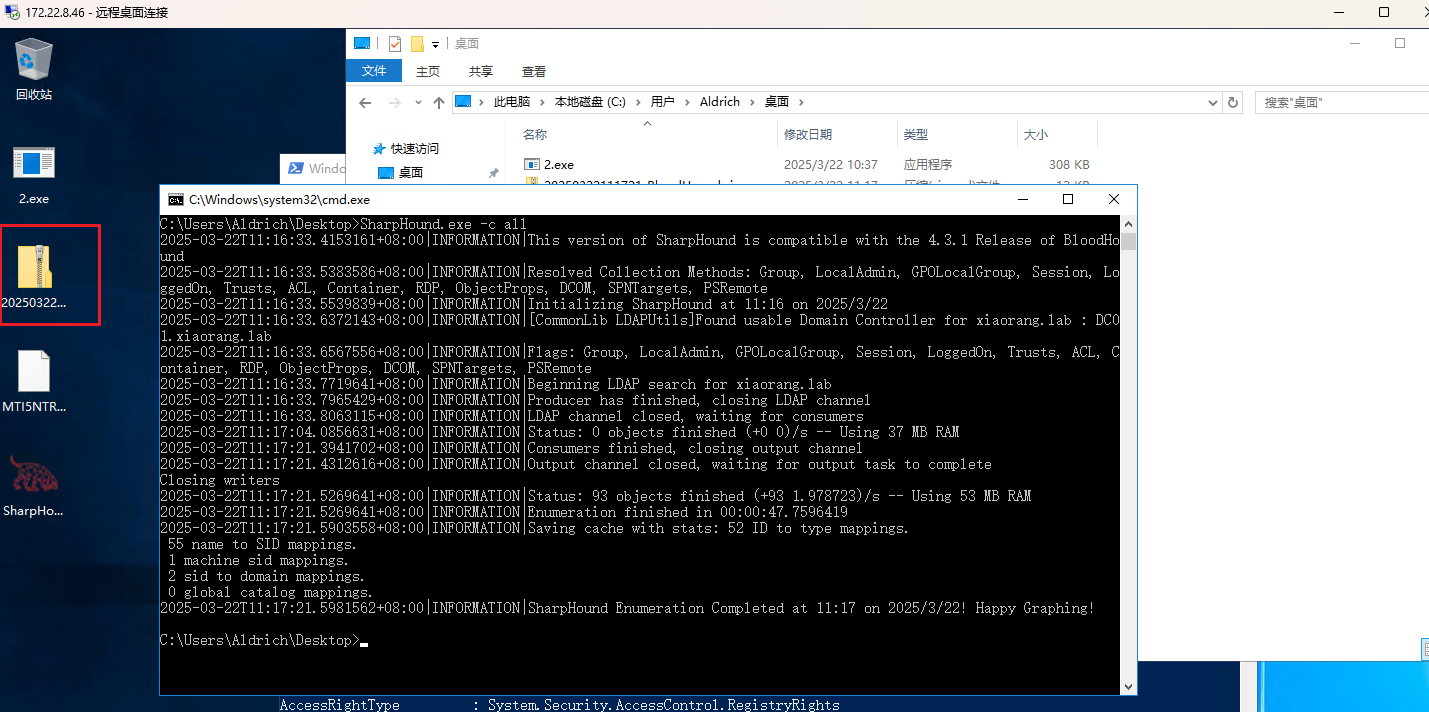 172.22.8.46 - 远程桌面连接
回收站
2.exe
20250322...
MTI5NTR...
SharpHo...
桌面
文件 主页 共享 查看
此电脑 › 本地磁盘 (C:) › 用户 › Aldrich › 桌面 ›
搜索"桌面"
快速访问
桌面
名称 修改日期 类型 大小
2.exe 2025/3/22 10:37 应用程序 308 KB
Windo
C:\Windows\system32\cmd.exe
C:\Users\Aldrich\Desktop>SharpHound.exe -c all
2025-03-22T11:16:33.4153161+08:00|INFORMATION|This version of SharpHound is compatible with the 4.3.1 Release of BloodHo
und
2025-03-22T11:16:33.5383586+08:00|INFORMATION|Resolved Collection Methods: Group, LocalAdmin, GPOLocalGroup, Session, Lo
ggedOn, Trusts, ACL, Container, RDP, ObjectProps, DCOM, SPNTargets, PSRemote
2025-03-22T11:16:33.5539839+08:00|INFORMATION|Initializing SharpHound at 11:16 on 2025/3/22
2025-03-22T11:16:33.6372143+08:00|INFORMATION|[CommonLib LDAPUtils]Found usable Domain Controller for xiaorang.lab : DC0
1.xiaorang.lab
2025-03-22T11:16:33.6567556+08:00|INFORMATION|Flags: Group, LocalAdmin, GPOLocalGroup, Session, LoggedOn, Trusts, ACL, C
ontainer, RDP, ObjectProps, DCOM, SPNTargets, PSRemote
2025-03-22T11:16:33.7719641+08:00|INFORMATION|Beginning LDAP search for xiaorang.lab
2025-03-22T11:16:33.7965429+08:00|INFORMATION|Producer has finished, closing LDAP channel
2025-03-22T11:16:33.8063115+08:00|INFORMATION|LDAP channel closed, waiting for consumers
2025-03-22T11:17:04.0856631+08:00|INFORMATION|Status: 0 objects finished (+0 0)/s -- Using 37 MB RAM
2025-03-22T11:17:21.3941702+08:00|INFORMATION|Consumers finished, closing output channel
2025-03-22T11:17:21.4312616+08:00|INFORMATION|Output channel closed, waiting for output task to complete
Closing writers
2025-03-22T11:17:21.5269641+08:00|INFORMATION|Status: 93 objects finished (+93 1.978723)/s -- Using 53 MB RAM
2025-03-22T11:17:21.5269641+08:00|INFORMATION|Enumeration finished in 00:00:47.7596419
2025-03-22T11:17:21.5903558+08:00|INFORMATION|Saving cache with stats: 52 ID to type mappings.
55 name to SID mappings.
1 machine sid mappings.
2 sid to domain mappings.
0 global catalog mappings.
2025-03-22T11:17:21.5981562+08:00|INFORMATION|SharpHound Enumeration Completed at 11:17 on 2025/3/22! Happy Graphing!
C:\Users\Aldrich\Desktop>
AccessRightType : System.Security.AccessControl.RegistryRights